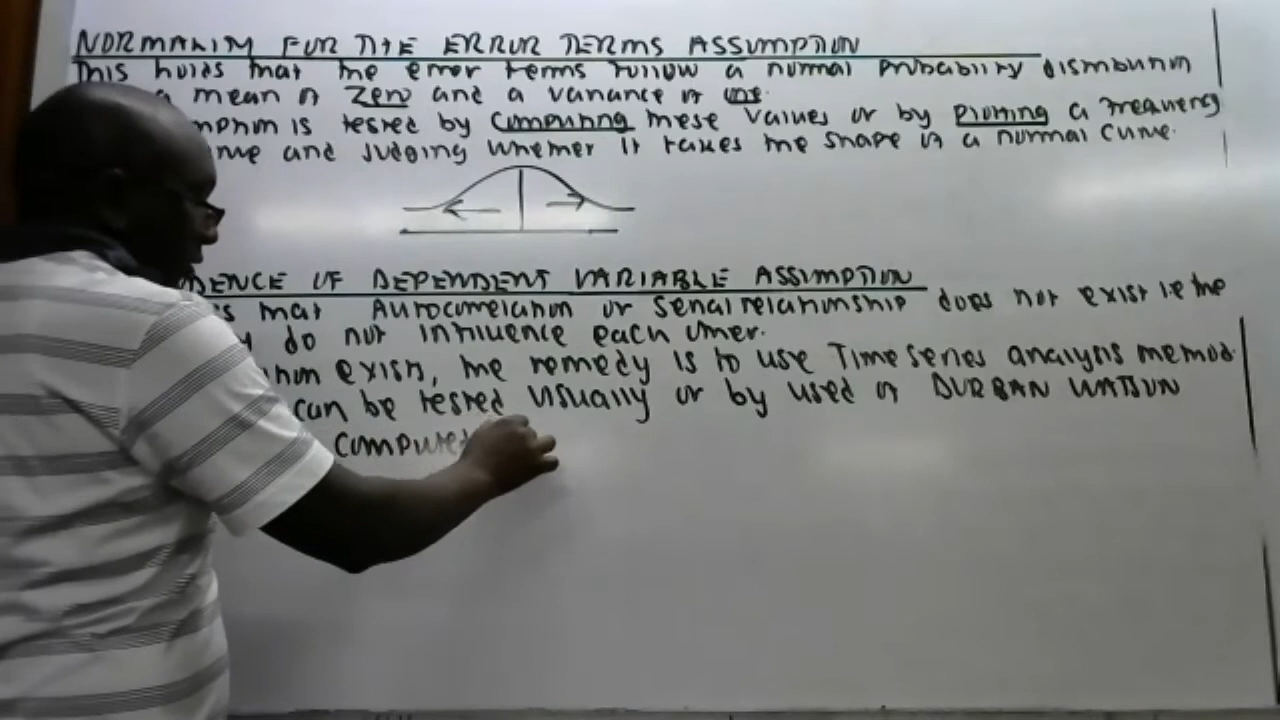 NORMALITY FOR THE ERROR TERMS ASSUMPTION
This holds that the error terms follow a normal probability distribution
a mean of zero and a variance of one.
mption is tested by computing these values or by plotting a frequency
and judging whether it takes the shape of a normal curve.
DENCE OF DEPENDENT VARIABLE ASSUMPTION
s that Autocorrelation or serial relationship does not exist ie the
y do not influence each other.
tion exists, the remedy is to use Time series analysis method.
can be tested visually or by used of DURBAN WATSON
computed